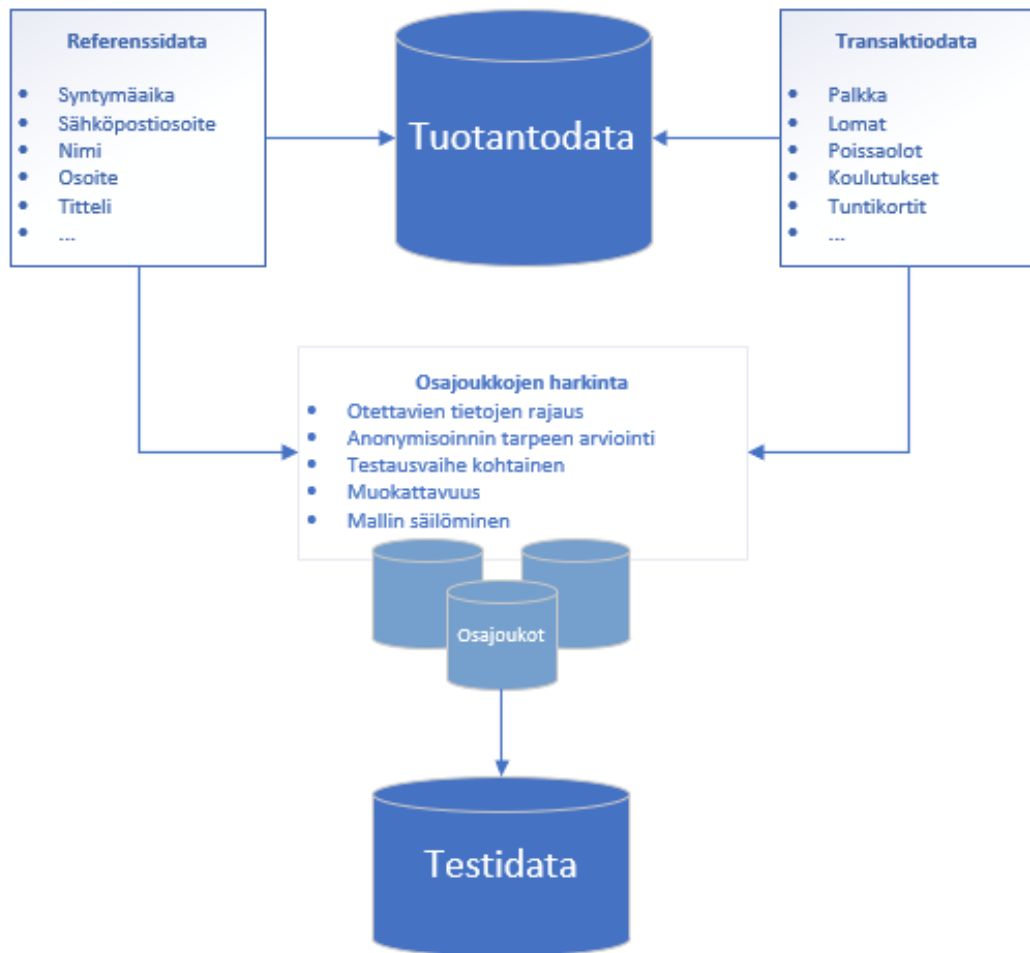 Referenssidata
• Syntymäaika
• Sähköpostiosoite
• Nimi
• Osoite
• Titteli
• ...
Tuotantodata
Transaktiodata
• Palkka
• Lomat
• Poissaolot
• Koulutukset
• Tuntikortit
• ...
Osajoukkojen harkinta
• Otettavien tietojen rajaus
• Anonymisoinnin tarpeen arviointi
• Testausvaihe kohtainen
• Muokattavuus
• Mallin säilöminen
Osajoukot
Testidata